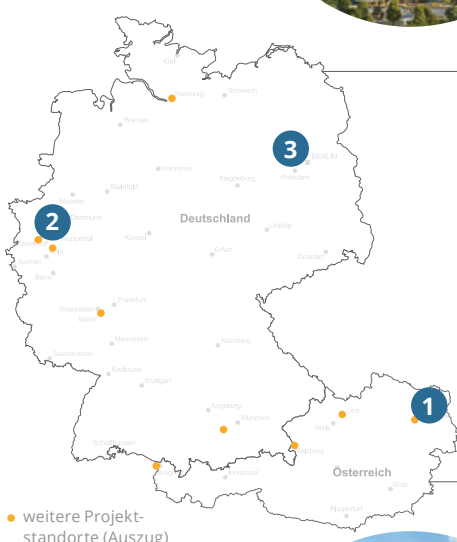 Kiel
Hamburg
Schwerin
Bremen
3
BERLIN
Hannover
Potsdam
Bielefeld
Magdeburg
Münster
2
Dortmund
Deutschland
Leipzig
Wuppertal
Kassel
Erfurt
Dresden
Aachen
Bonn
Wiesbaden
Frankfurt
Mainz
Mannheim
Nürnberg
Saarbrücken
Karlsruhe
Stuttgart
Augsburg
1
Linz
München
Wels
Schaffhausen
Salzburg
Innsbruck
Österreich
Graz
Klagenfurt
weitere Projekt-
standorte (Auszug)